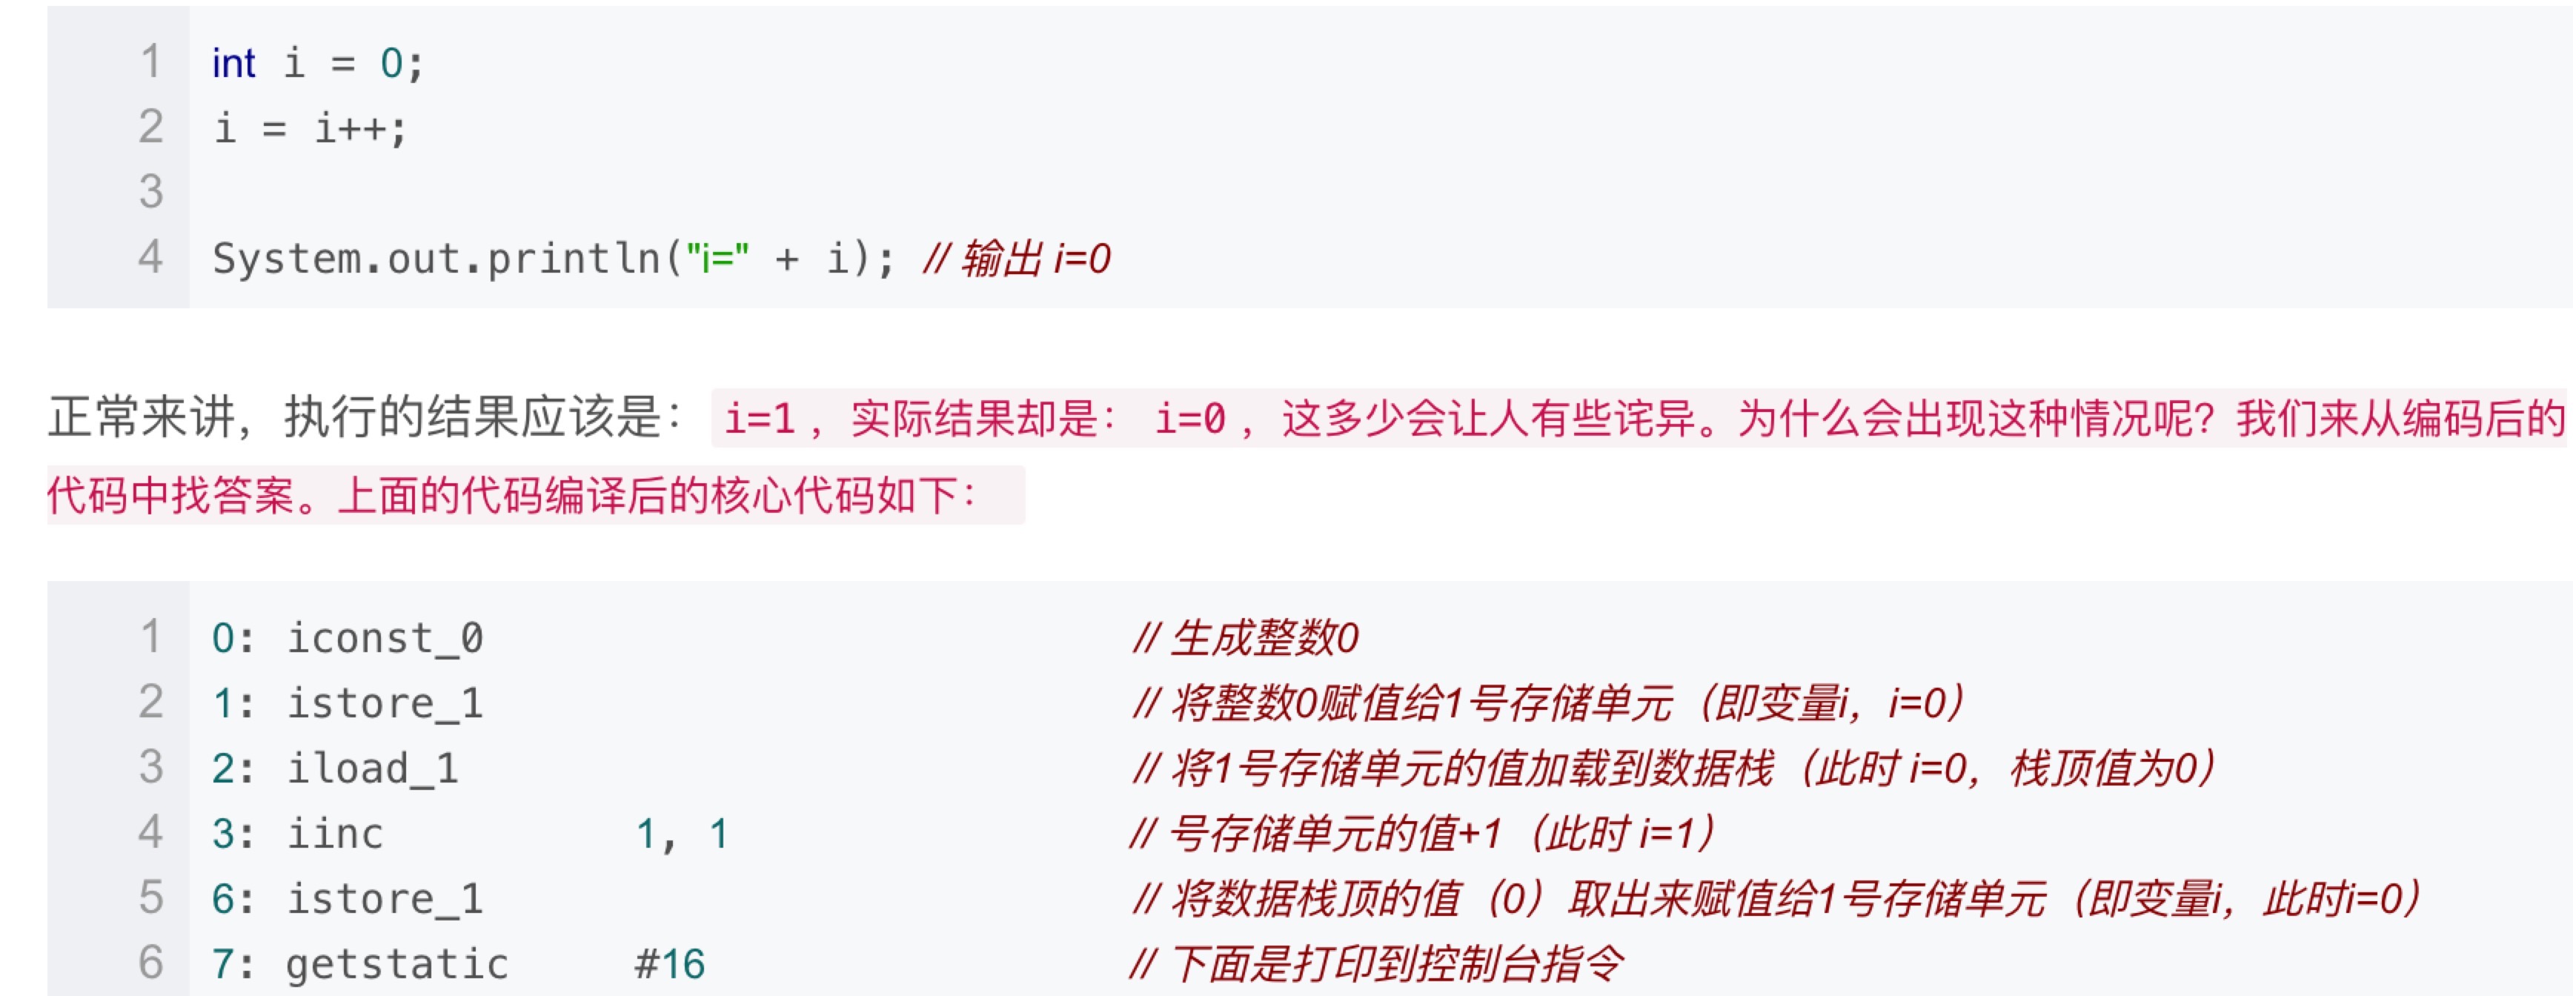 1 int i = 0;
2 i = i++;
3
4 System.out.println("i=" + i); // 输出 i=0
正常来讲，执行的结果应该是： i=1 ，实际结果却是： i=0 ，这多少会让人有些诧异。为什么会出现这种情况呢？我们来从编码后的
代码中找答案。上面的代码编译后的核心代码如下：
1 0: iconst_0 // 生成整数0
2 1: istore_1 // 将整数0赋值给1号存储单元（即变量i，i=0）
3 2: iload_1 // 将1号存储单元的值加载到数据栈（此时 i=0，栈顶值为0）
4 3: iinc 1, 1 // 号存储单元的值+1（此时 i=1）
5 6: istore_1 // 将数据栈顶的值（0）取出来赋值给1号存储单元（即变量i，此时i=0）
6 7: getstatic #16 // 下面是打印到控制台指令